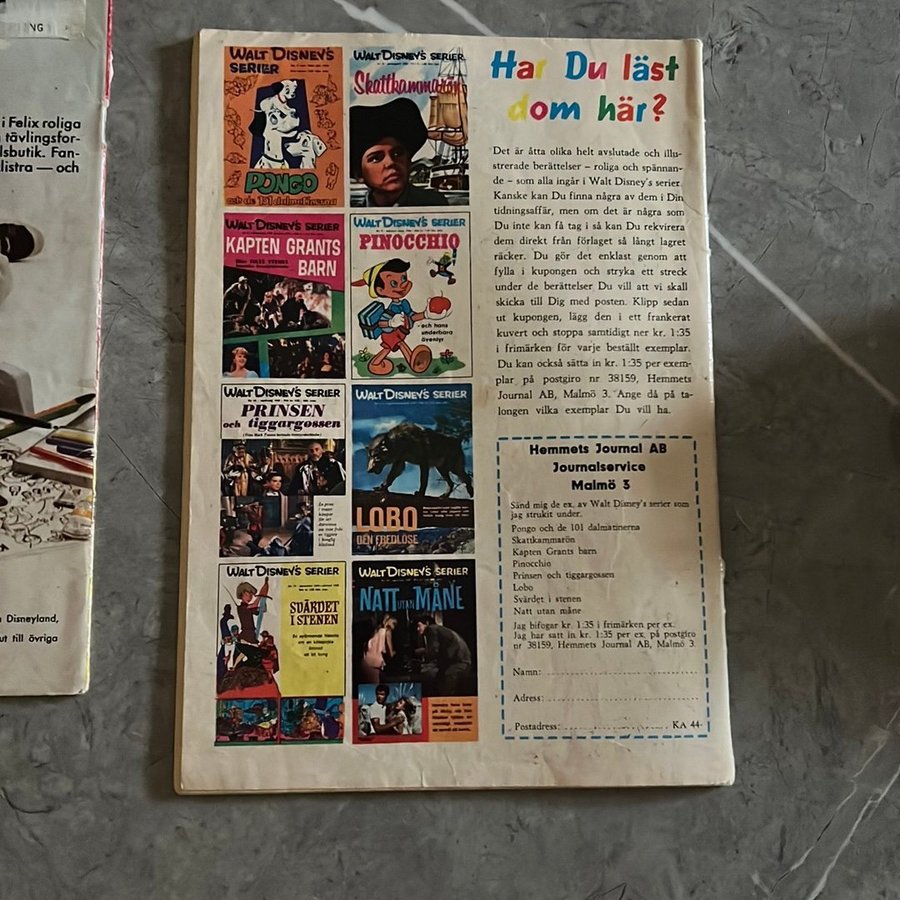 NG
i Felix roliga
tävlingsfor-
lsbutik. Fan-
listra — och
Disneyland,
ut till övriga
WALT DISNEY'S
SERIER
PONGO
och de 101 dalmatinerna
WALT DISNEY'S SERIER
Skattkammarön
WALT DISNEY'S SERIER
KAPTEN GRANTS
BARN
WALT DISNEY'S SERIER
PINOCCHIO
- och hans
underbara
äventyr
WALT DISNEY'S SERIER
PRINSEN
och tiggargossen
WALT DISNEY'S SERIER
LOBO
DEN FREDLÖSE
WALT DISNEY'S SERIER
SVÄRDET
I STENEN
WALT DISNEY'S SERIER
NATT UTAN MÅNE
Har Du läst
dom här?
Det är åtta olika helt avslutade och illu-
strerade berättelser – roliga och spännan-
de – som alla ingår i Walt Disney's serier.
Kanske kan Du finna några av dem i Din
tidningsaffär, men om det är några som
Du inte kan få tag i så kan Du rekvirera
dem direkt från förlaget så långt lagret
räcker. Du gör det enklast genom att
fylla i kupongen och stryka ett streck
under de berättelser Du vill att vi skall
skicka till Dig med posten. Klipp sedan
ut kupongen, lägg den i ett frankerat
kuvert och stoppa samtidigt ner kr. 1:35
i frimärken för varje beställt exemplar.
Du kan också sätta in kr. 1:35 per exem-
plar på postgiro nr 38159, Hemmets
Journal AB, Malmö 3. Ange då på ta-
longen vilka exemplar Du vill ha.
Hemmets Journal AB
Journalservice
Malmö 3
Sänd mig de ex. av Walt Disney's serier som
jag strukit under.
Pongo och de 101 dalmatinerna
Skattkammarön
Kapten Grants barn
Pinocchio
Prinsen och tiggargossen
Lobo
Svärdet i stenen
Natt utan måne
Jag bifogar kr. 1:35 i frimärken per ex.
Jag har satt in kr. 1:35 per ex. på postgiro
nr 38159, Hemmets Journal AB, Malmö 3.
Namn:
Adress:
Postadress: KA 44-